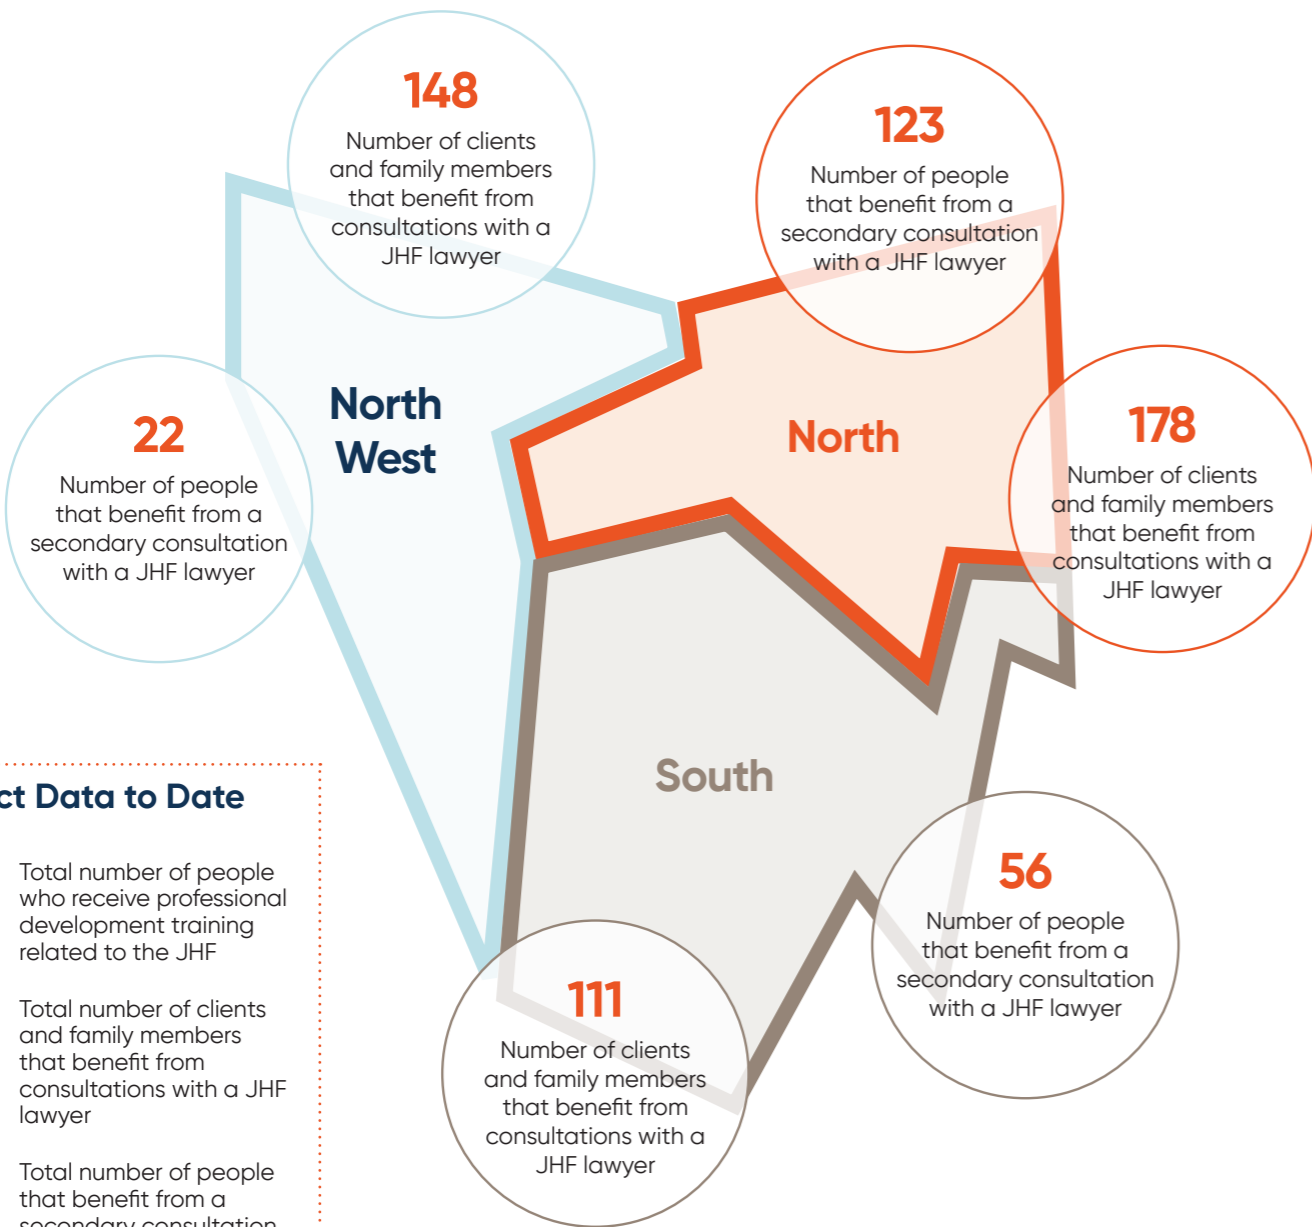 148
Number of clients
and family members
that benefit from
consultations with a
JHF lawyer
123
Number of people
that benefit from a
secondary consultation
with a JHF lawyer
22
Number of people
that benefit from a
secondary consultation
with a JHF lawyer
North
West
North
178
Number of clients
and family members
that benefit from
consultations with a
JHF lawyer
South
56
Number of people
that benefit from a
secondary consultation
with a JHF lawyer
111
Number of clients
and family members
that benefit from
consultations with a
JHF lawyer
ct Data to Date
Total number of people
who receive professional
development training
related to the JHF
Total number of clients
and family members
that benefit from
consultations with a JHF
lawyer
Total number of people
that benefit from a
secondary consultation